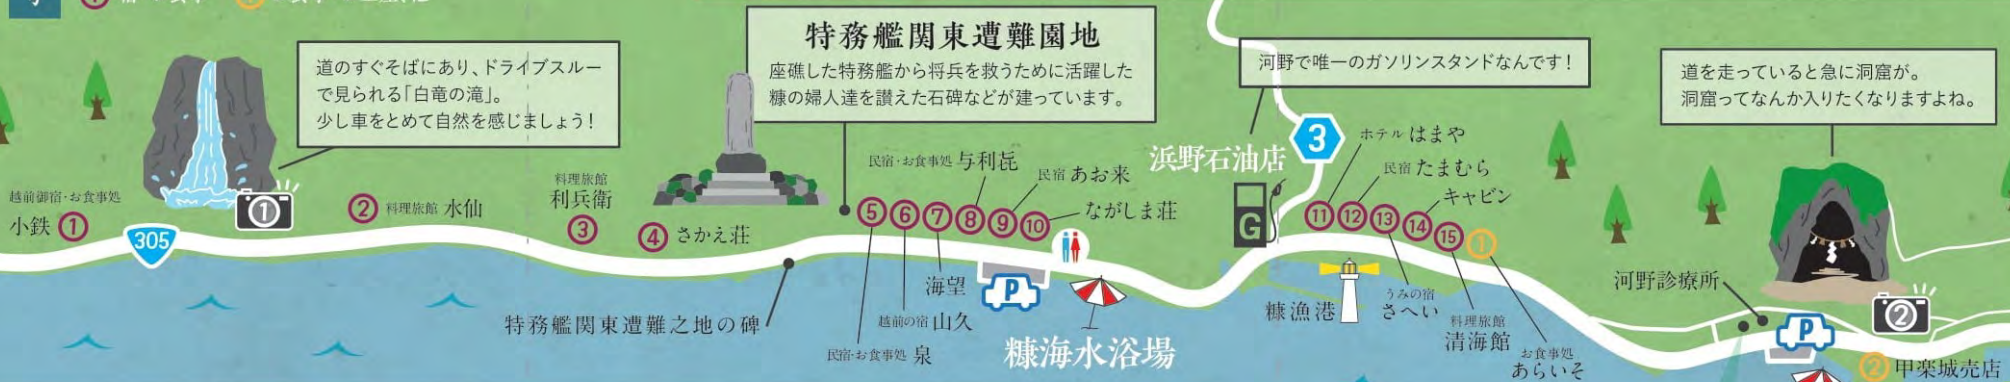 道のすぐそばにあり、ドライブスルー
で見られる「白竜の滝」。
少し車をとめて自然を感じましょう!
特務艦関東遭難園地
座礁した特務艦から将兵を救うために活躍した
糠の婦人達を讃えた石碑などが建っています。
河野で唯一のガソリンスタンドなんです!
道を走っていると急に洞窟が。
洞窟ってなんか入りたくなりますよね。
越前御宿・お食事処
小鉄 ①
305
①
② 料理旅館 水仙
料理旅館
利兵衛
③
④ さかえ荘
特務艦関東遭難之地の碑
⑤ ⑥ ⑦ ⑧ ⑨ ⑩
民宿・お食事処 与利㐂
民宿 あお来
ながしま荘
海望
越前の宿 山久
民宿・お食事処 泉
P
糠海水浴場
浜野石油店
G
3
ホテル はまや
民宿 たまむら
キャビン
⑪ ⑫ ⑬ ⑭ ⑮ ①
糠漁港
うみの宿
さへい
料理旅館
清海館
お食事処
あらいそ
河野診療所
P
②
② 甲楽城売店